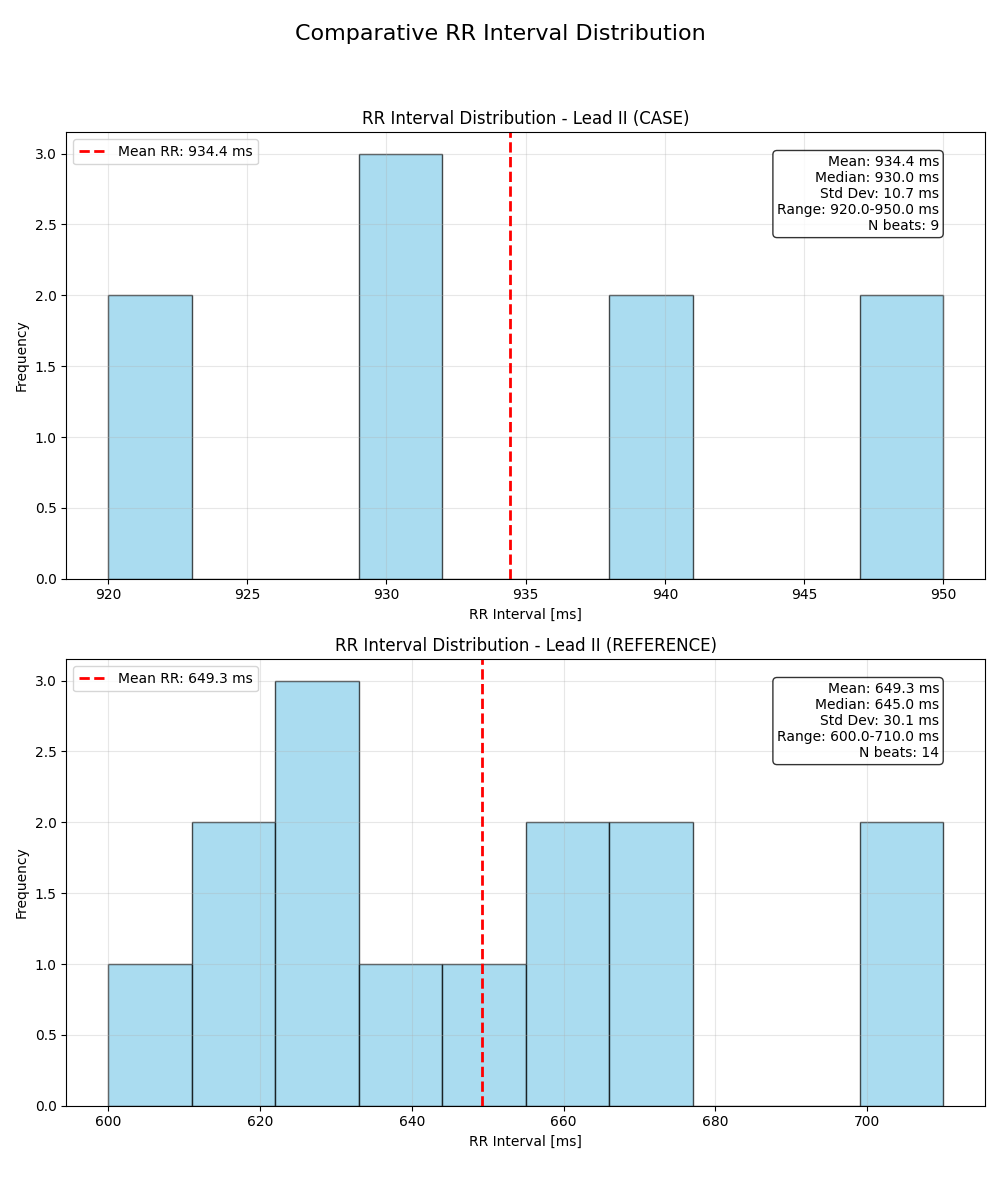 Comparative RR Interval Distribution
RR Interval Distribution - Lead II (CASE)
Mean RR: 934.4 ms
Mean: 934.4 ms
Median: 930.0 ms
Std Dev: 10.7 ms
Range: 920.0-950.0 ms
N beats: 9
Frequency
3.0
2.5
2.0
1.5
1.0
0.5
0.0
920 925 930 935 940 945 950
RR Interval [ms]
RR Interval Distribution - Lead II (REFERENCE)
Mean RR: 649.3 ms
Mean: 649.3 ms
Median: 645.0 ms
Std Dev: 30.1 ms
Range: 600.0-710.0 ms
N beats: 14
Frequency
3.0
2.5
2.0
1.5
1.0
0.5
0.0
600 620 640 660 680 700
RR Interval [ms]